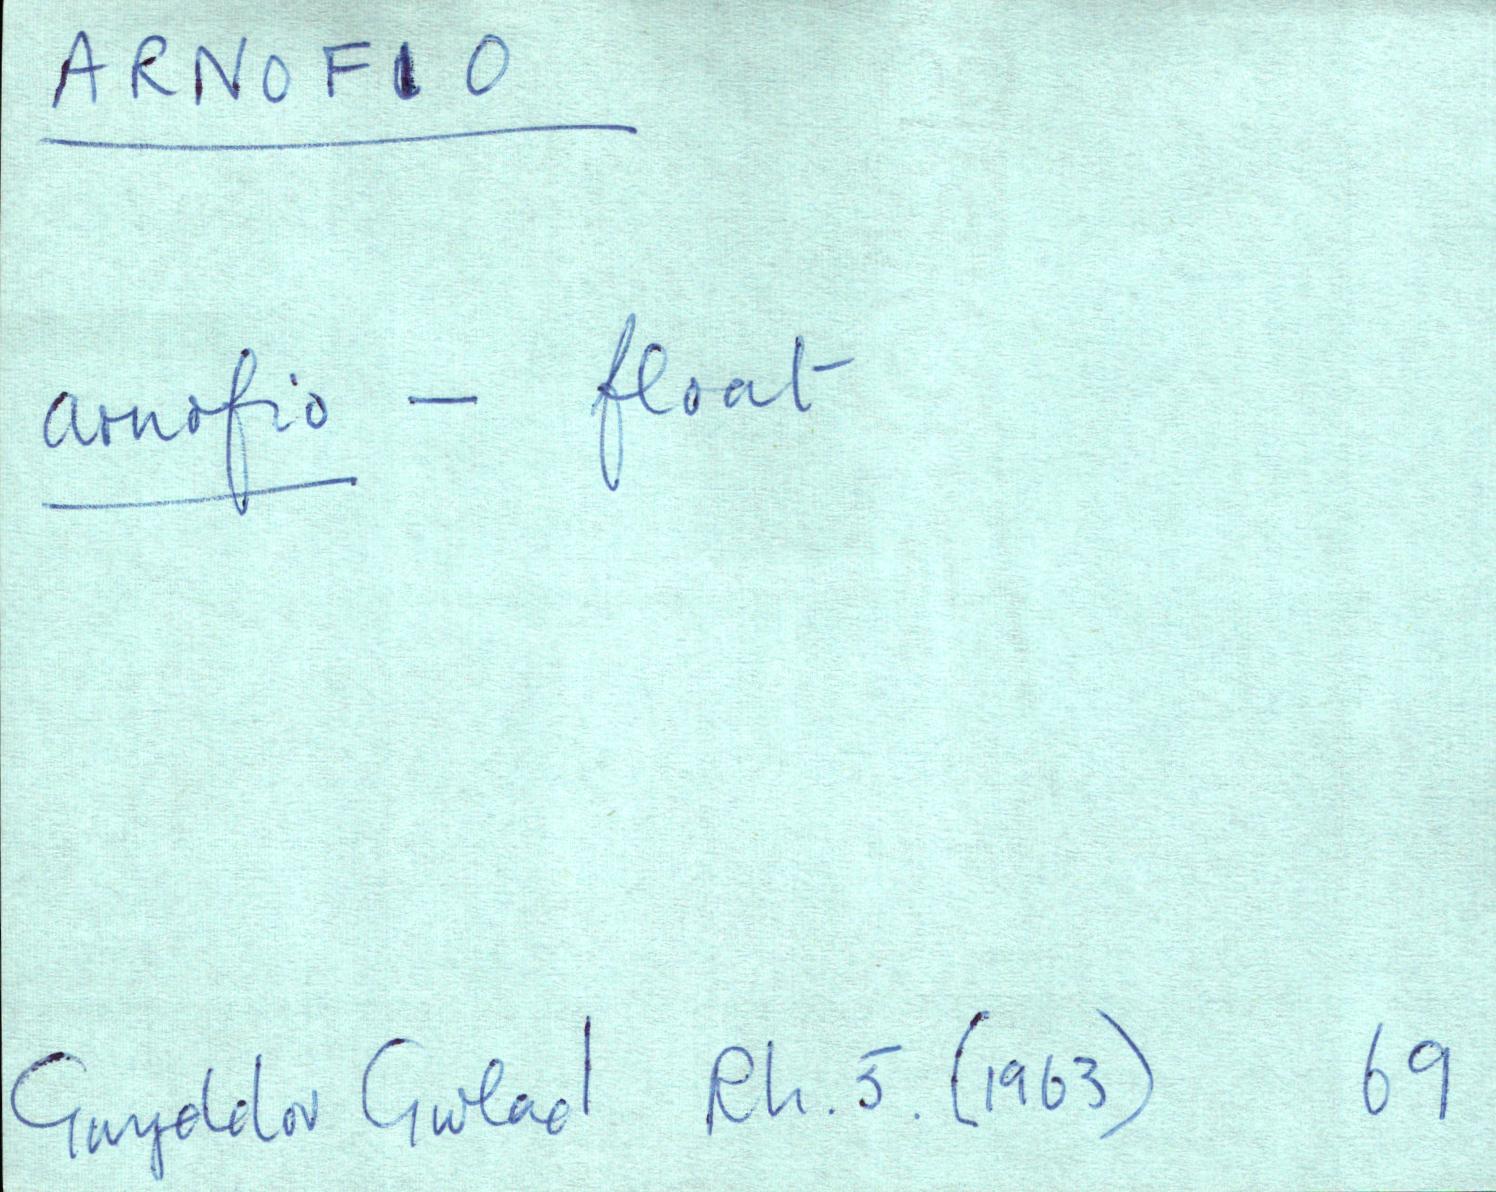 ARNOFIO
arnofio - float
Gwyddor Gwlad Rh. 5. (1963) 69